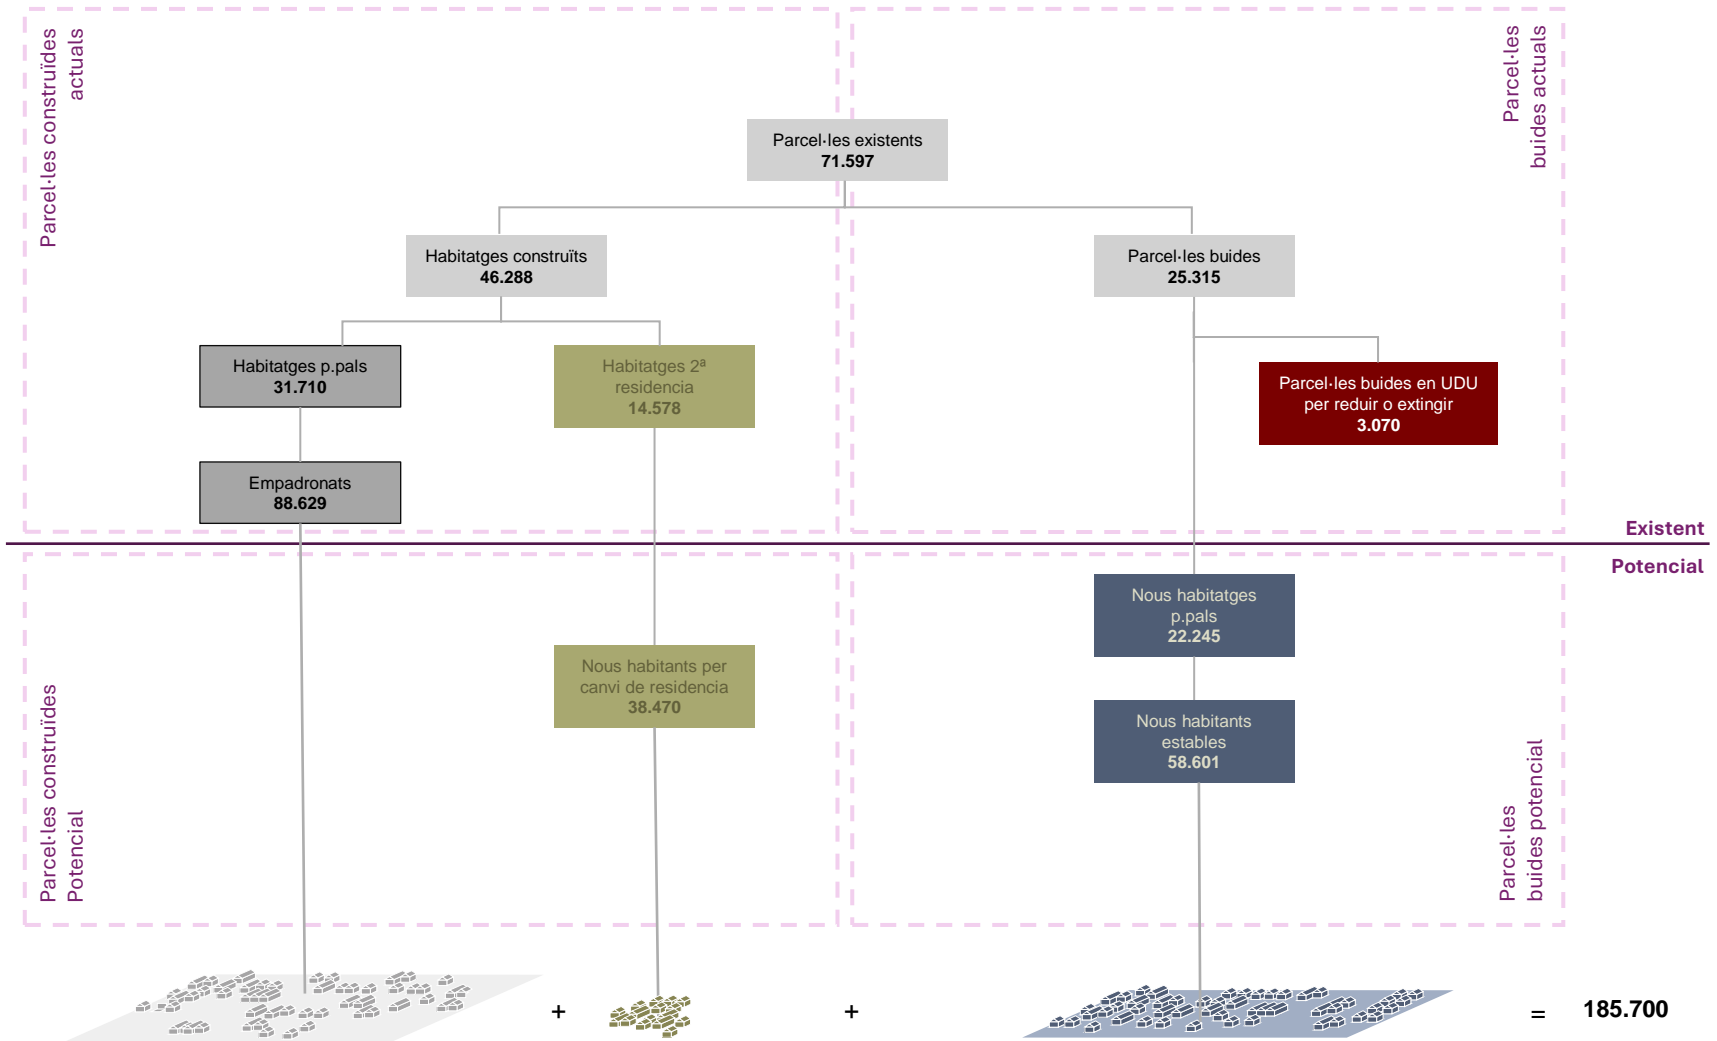 Parcel·les construïdes
actuals
Parcel·les
buides actuals
Parcel·les existents
71.597
Habitatges construïts
46.288
Parcel·les buides
25.315
Habitatges p.pals
31.710
Habitatges 2ª
residencia
14.578
Parcel·les buides en UDU
per reduir o extingir
3.070
Empadronats
88.629
Existent
Potencial
Nous habitatges
p.pals
22.245
Nous habitants per
canvi de residencia
38.470
Nous habitants
estables
58.601
Parcel·les construïdes
Potencial
Parcel·les
buides potencial
+
+
=
185.700